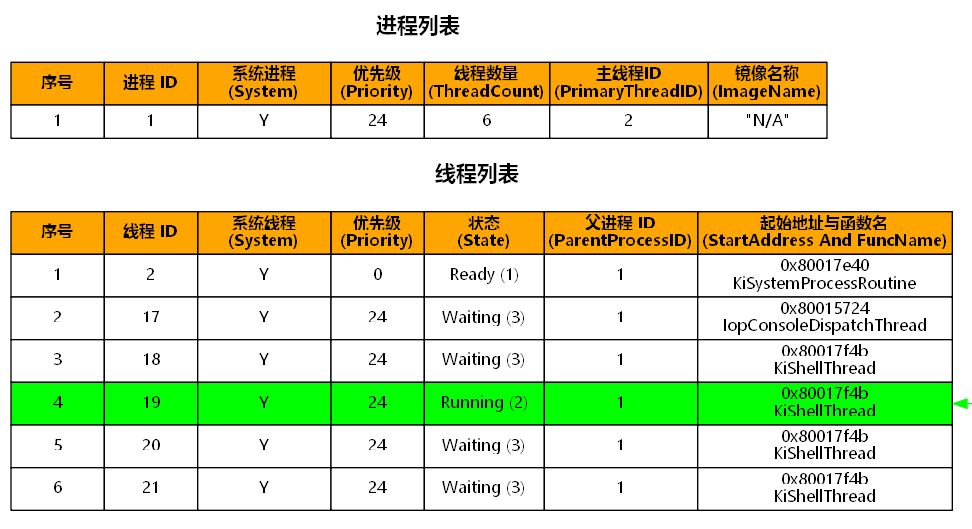 进程列表
序号 进程 ID 系统进程 (System) 优先级 (Priority) 线程数量 (ThreadCount) 主线程ID (PrimaryThreadID) 镜像名称 (ImageName)
1 1 Y 24 6 2 "N/A"
线程列表
序号 线程 ID 系统线程 (System) 优先级 (Priority) 状态 (State) 父进程 ID (ParentProcessID) 起始地址与函数名 (StartAddress And FuncName)
1 2 Y 0 Ready (1) 1 0x80017e40 KiSystemProcessRoutine
2 17 Y 24 Waiting (3) 1 0x80015724 IopConsoleDispatchThread
3 18 Y 24 Waiting (3) 1 0x80017f4b KiShellThread
4 19 Y 24 Running (2) 1 0x80017f4b KiShellThread
5 20 Y 24 Waiting (3) 1 0x80017f4b KiShellThread
6 21 Y 24 Waiting (3) 1 0x80017f4b KiShellThread